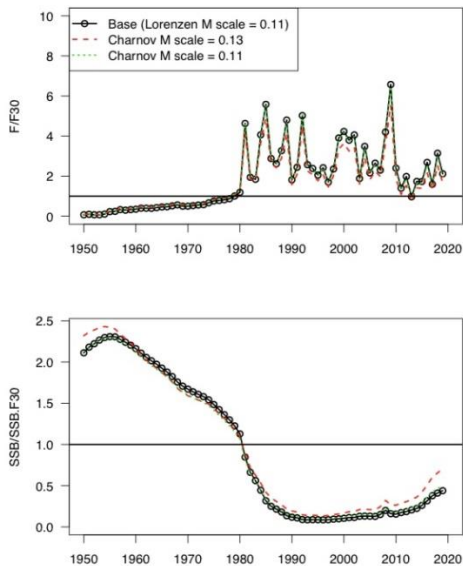 Base (Lorenzen M scale = 0.11)
Charnov M scale = 0.13
Charnov M scale = 0.11
F/F30
10
8
6
4
2
0
1950 1960 1970 1980 1990 2000 2010 2020
SSB/SSB.F30
2.5
2.0
1.5
1.0
0.5
0.0
1950 1960 1970 1980 1990 2000 2010 2020